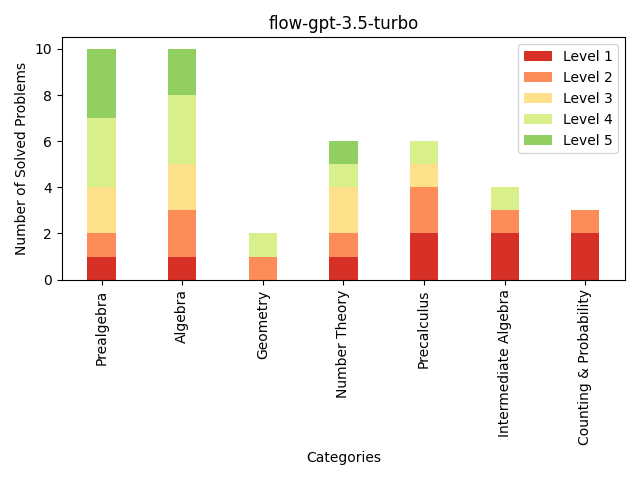 flow-gpt-3.5-turbo
Number of Solved Problems
10
8
6
4
2
0
Level 1
Level 2
Level 3
Level 4
Level 5
Prealgebra
Algebra
Geometry
Number Theory
Precalculus
Intermediate Algebra
Counting & Probability
Categories